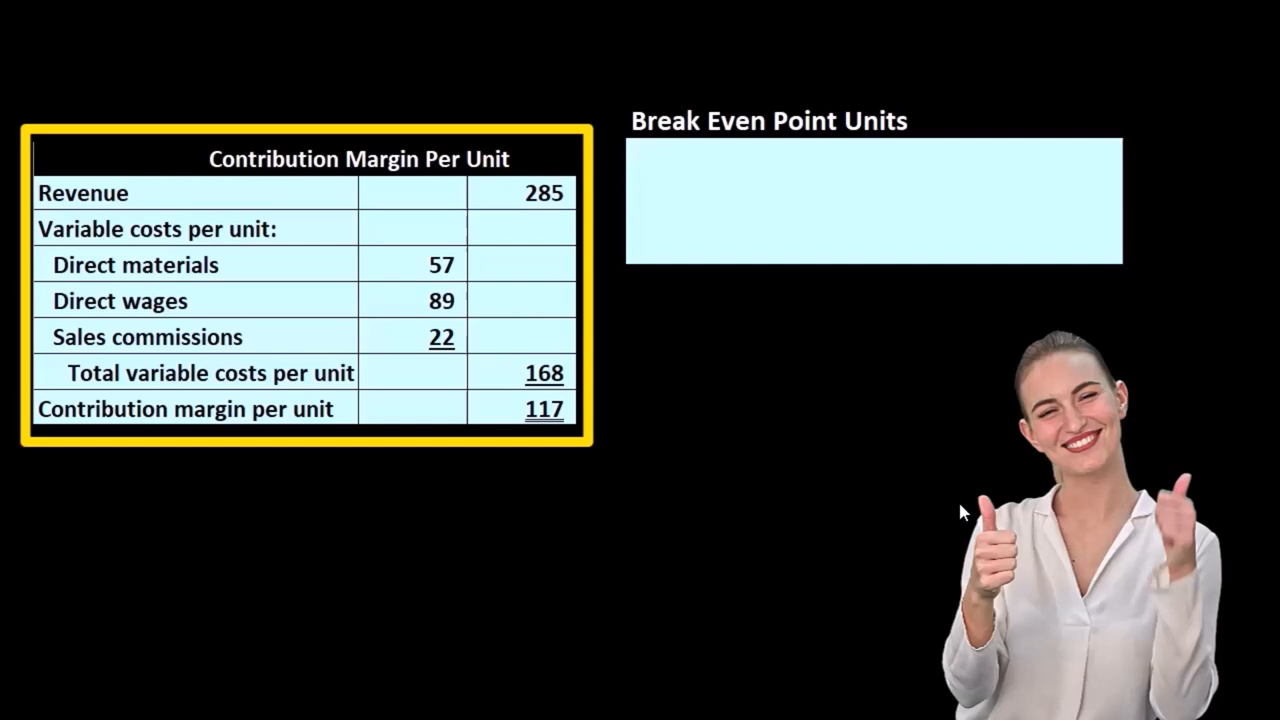 Contribution Margin Per Unit
Revenue 285
Variable costs per unit:
Direct materials 57
Direct wages 89
Sales commissions 22
Total variable costs per unit 168
Contribution margin per unit 117
Break Even Point Units